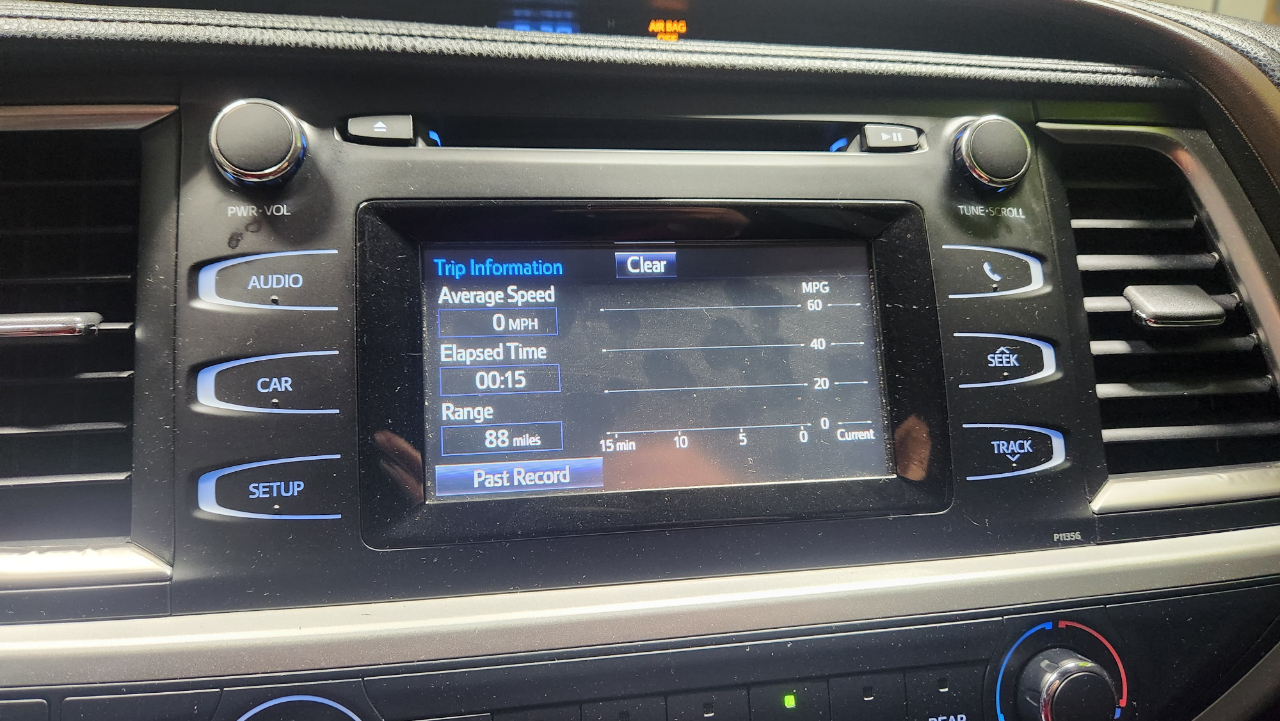 AIR BAG
OFF
PWR·VOL
TUNE·SCROLL
AUDIO
CAR
SETUP
SEEK
TRACK
Trip Information
Clear
Average Speed
0 MPH
Elapsed Time
00:15
Range
88 miles
Past Record
MPG
60
40
20
0
15 min 10 5 0 Current
P11356
REAR